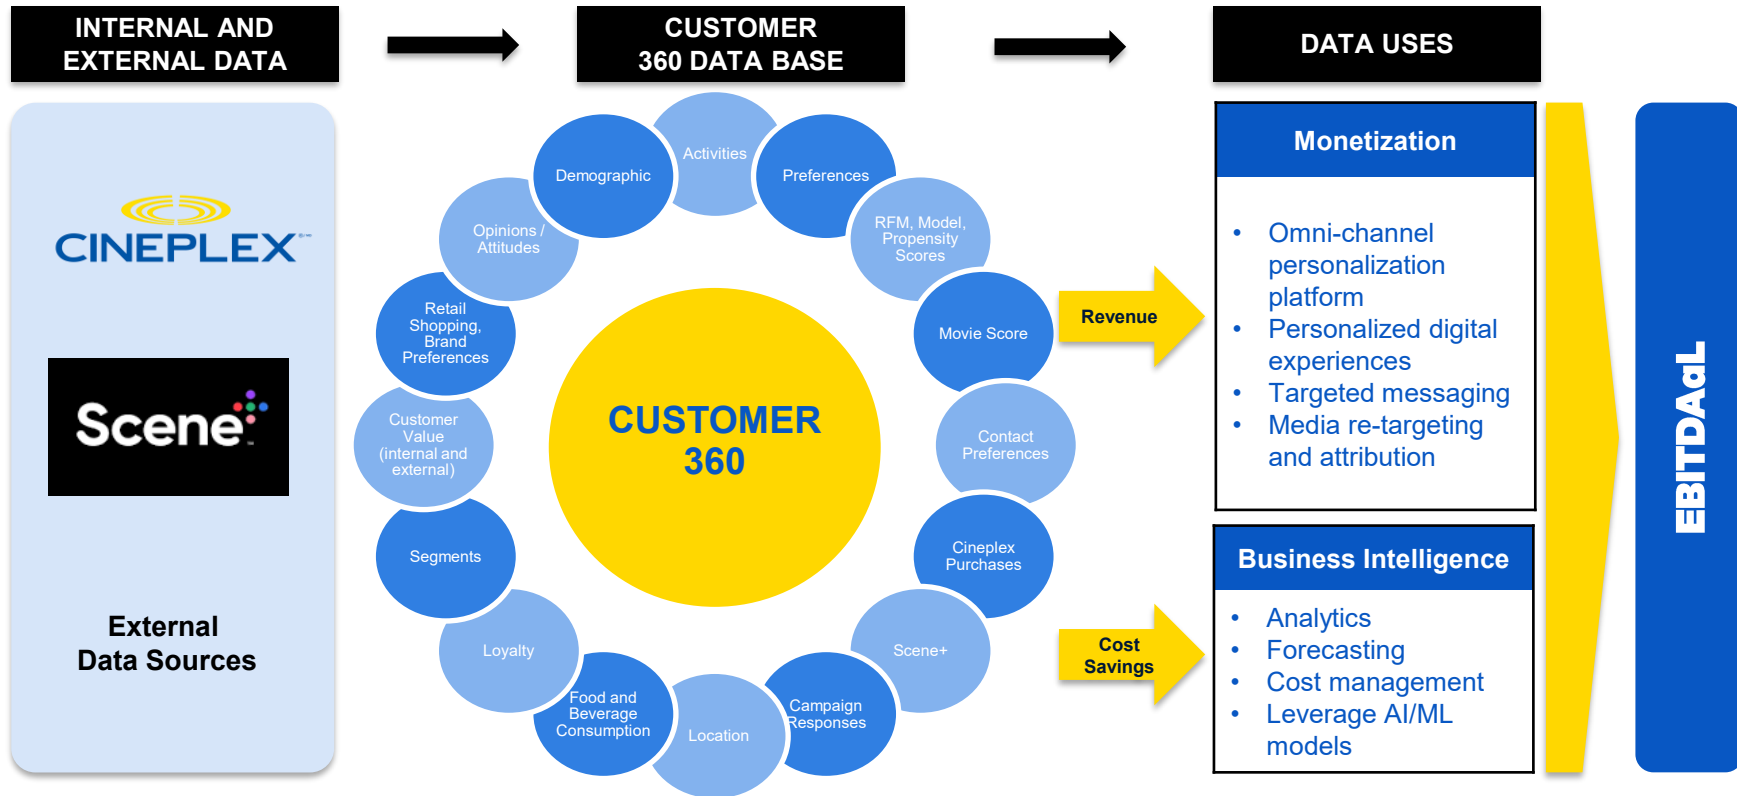 INTERNAL AND
EXTERNAL DATA
CUSTOMER
360 DATA BASE
DATA USES
CINEPLEX
Scene
External
Data Sources
Activities
Preferences
RFM, Model,
Propensity
Scores
Movie Score
Contact
Preferences
Cineplex
Purchases
Scene+
Campaign
Responses
Location
Food and
Beverage
Consumption
Loyalty
Segments
Customer
Value
(internal and
external)
Retail
Shopping,
Brand
Preferences
Opinions /
Attitudes
Demographic
CUSTOMER
360
Revenue
Cost
Savings
Monetization
• Omni-channel
personalization
platform
• Personalized digital
experiences
• Targeted messaging
• Media re-targeting
and attribution
Business Intelligence
• Analytics
• Forecasting
• Cost management
• Leverage AI/ML
models
EBITDAaL